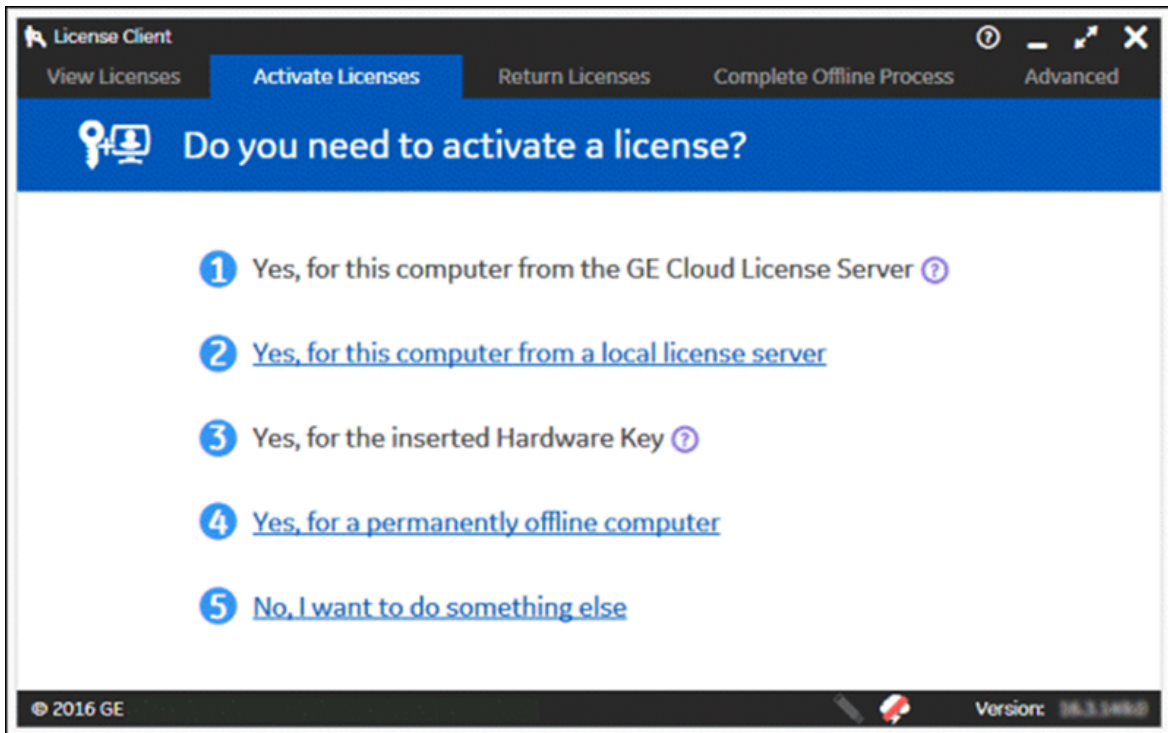 License Client
View Licenses Activate Licenses Return Licenses Complete Offline Process Advanced
Do you need to activate a license?
1 Yes, for this computer from the GE Cloud License Server ?
2 Yes, for this computer from a local license server
3 Yes, for the inserted Hardware Key ?
4 Yes, for a permanently offline computer
5 No, I want to do something else
© 2016 GE Version: